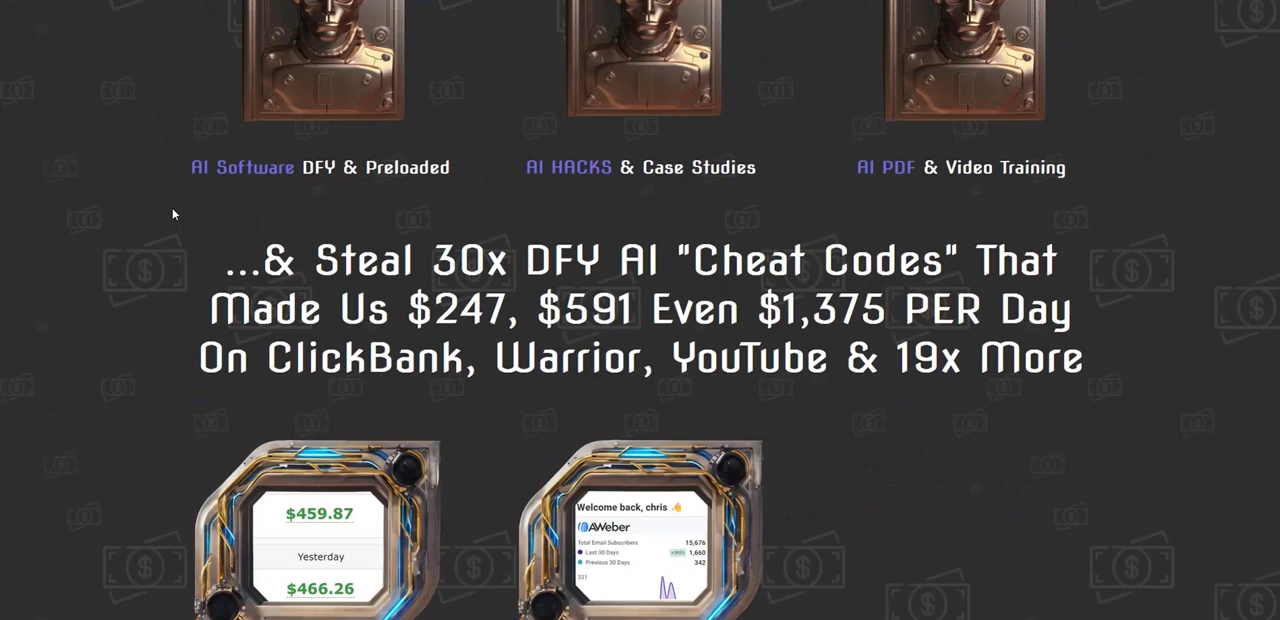 AI Software DFY & Preloaded
AI HACKS & Case Studies
AI PDF & Video Training
...& Steal 30x DFY AI "Cheat Codes" That
Made Us $247, $591 Even $1,375 PER Day
On ClickBank, Warrior, YouTube & 19x More
$459.87
Yesterday
$466.26
Welcome back, chris 👋
AWeber
Total Email Subscribers 15,676
Last 30 Days +385% 1,660
Previous 30 Days 342
331